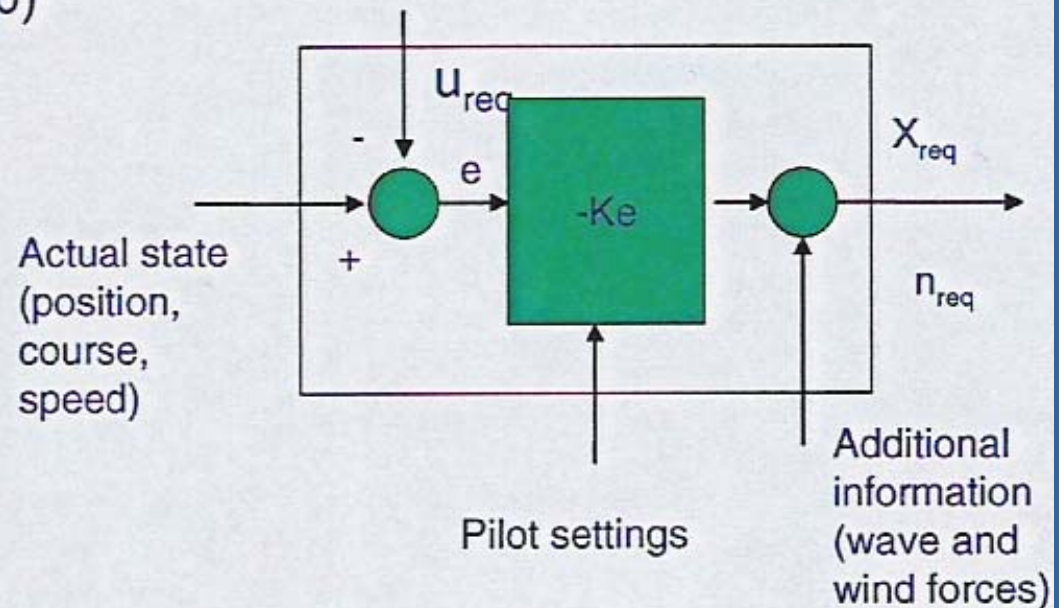 u_req
-
e
X_req
-Ke
Actual state
(position,
course,
speed)
+
n_req
Additional
information
(wave and
wind forces)
Pilot settings